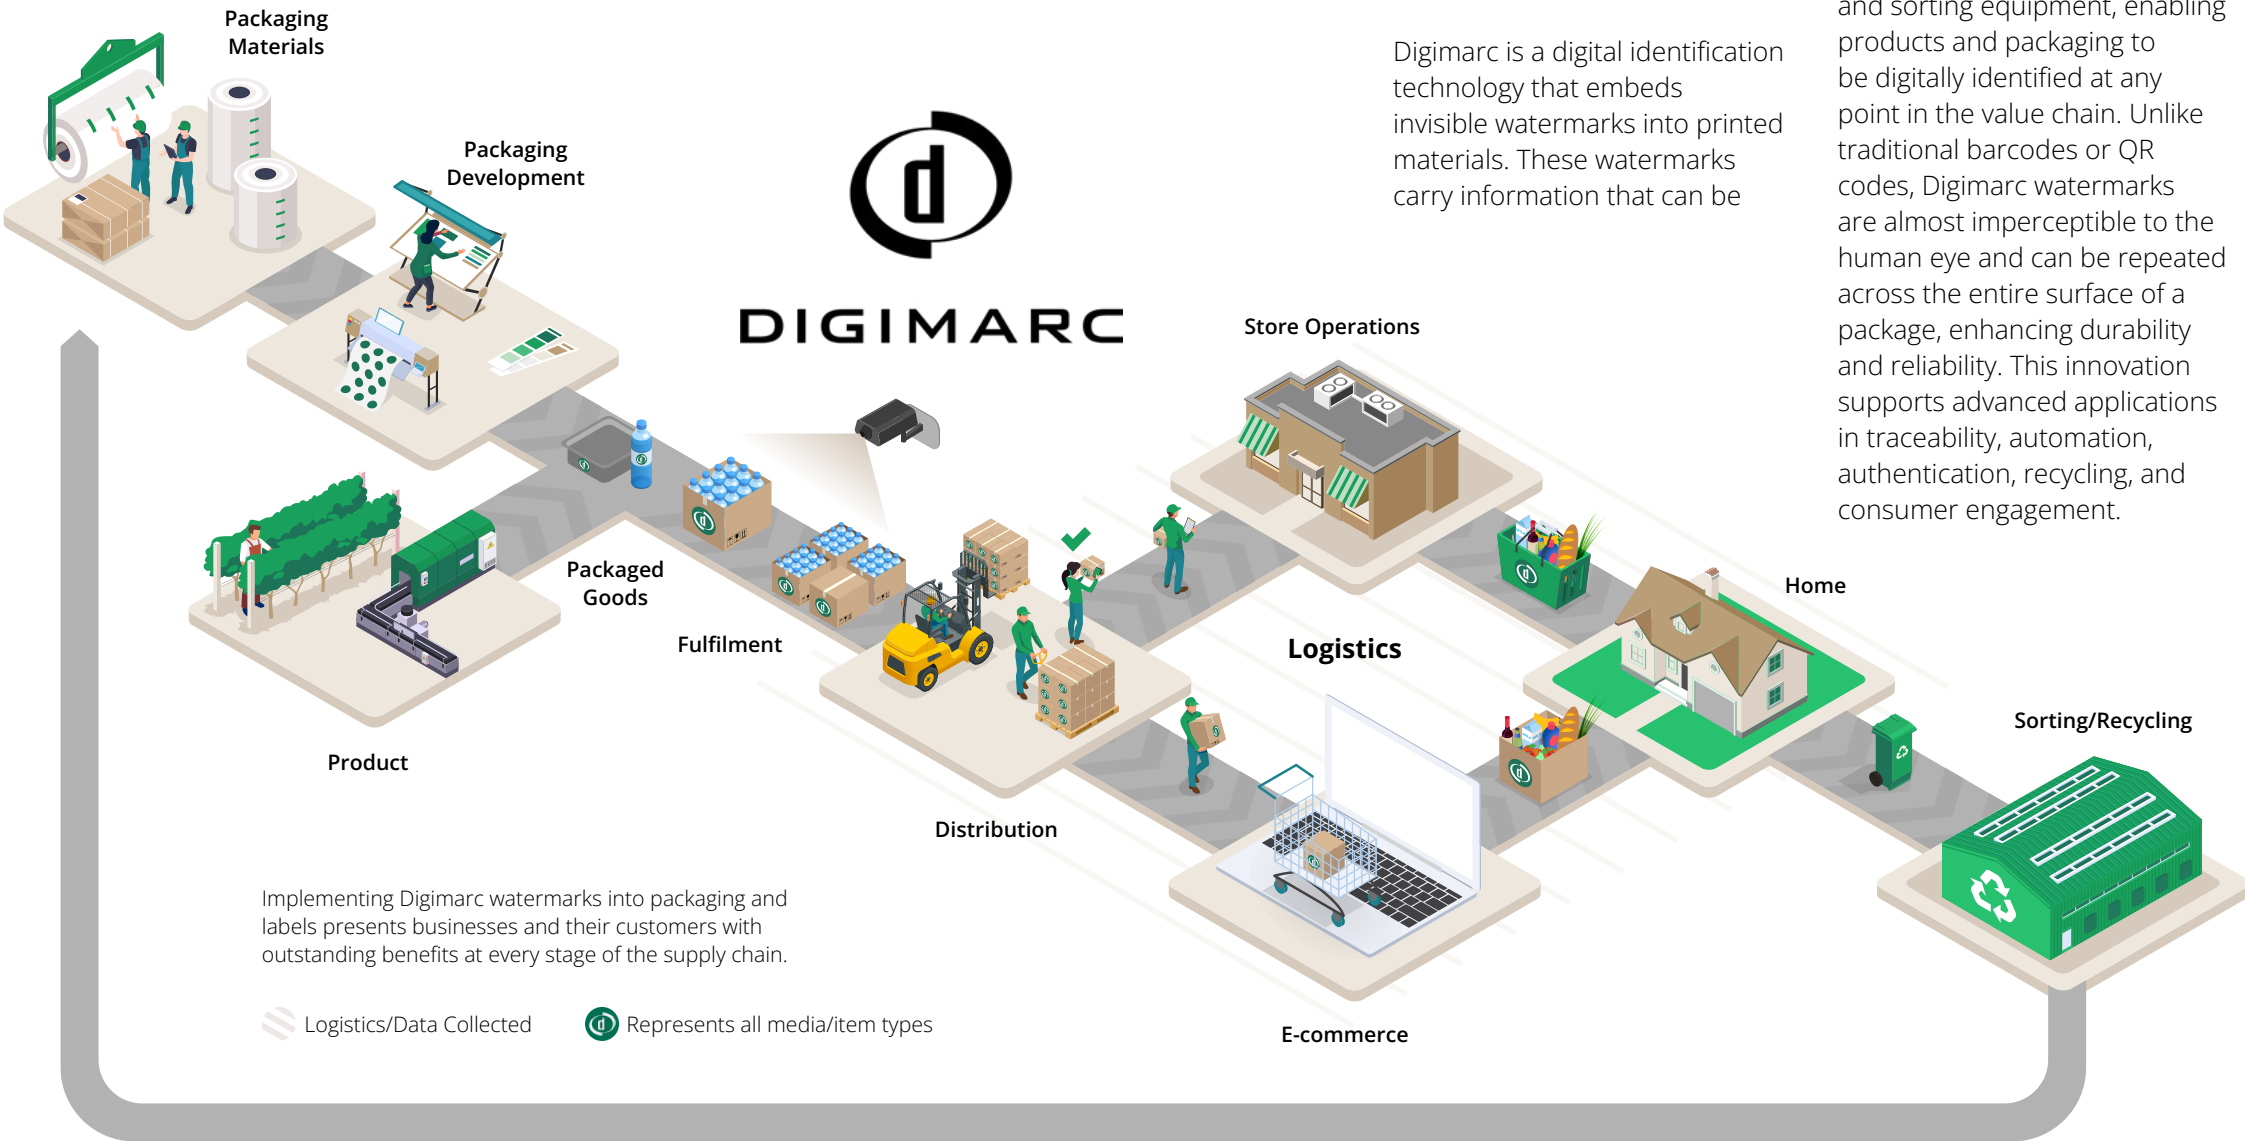 Packaging
Materials
Packaging
Development
DIGIMARC
Digimarc is a digital identification
technology that embeds
invisible watermarks into printed
materials. These watermarks
carry information that can be
and sorting equipment, enabling
products and packaging to
be digitally identified at any
point in the value chain. Unlike
traditional barcodes or QR
codes, Digimarc watermarks
are almost imperceptible to the
human eye and can be repeated
across the entire surface of a
package, enhancing durability
and reliability. This innovation
supports advanced applications
in traceability, automation,
authentication, recycling, and
consumer engagement.
Store Operations
Packaged
Goods
Fulfilment
Product
Logistics
Home
Sorting/Recycling
Distribution
E-commerce
Implementing Digimarc watermarks into packaging and
labels presents businesses and their customers with
outstanding benefits at every stage of the supply chain.
Logistics/Data Collected
Represents all media/item types